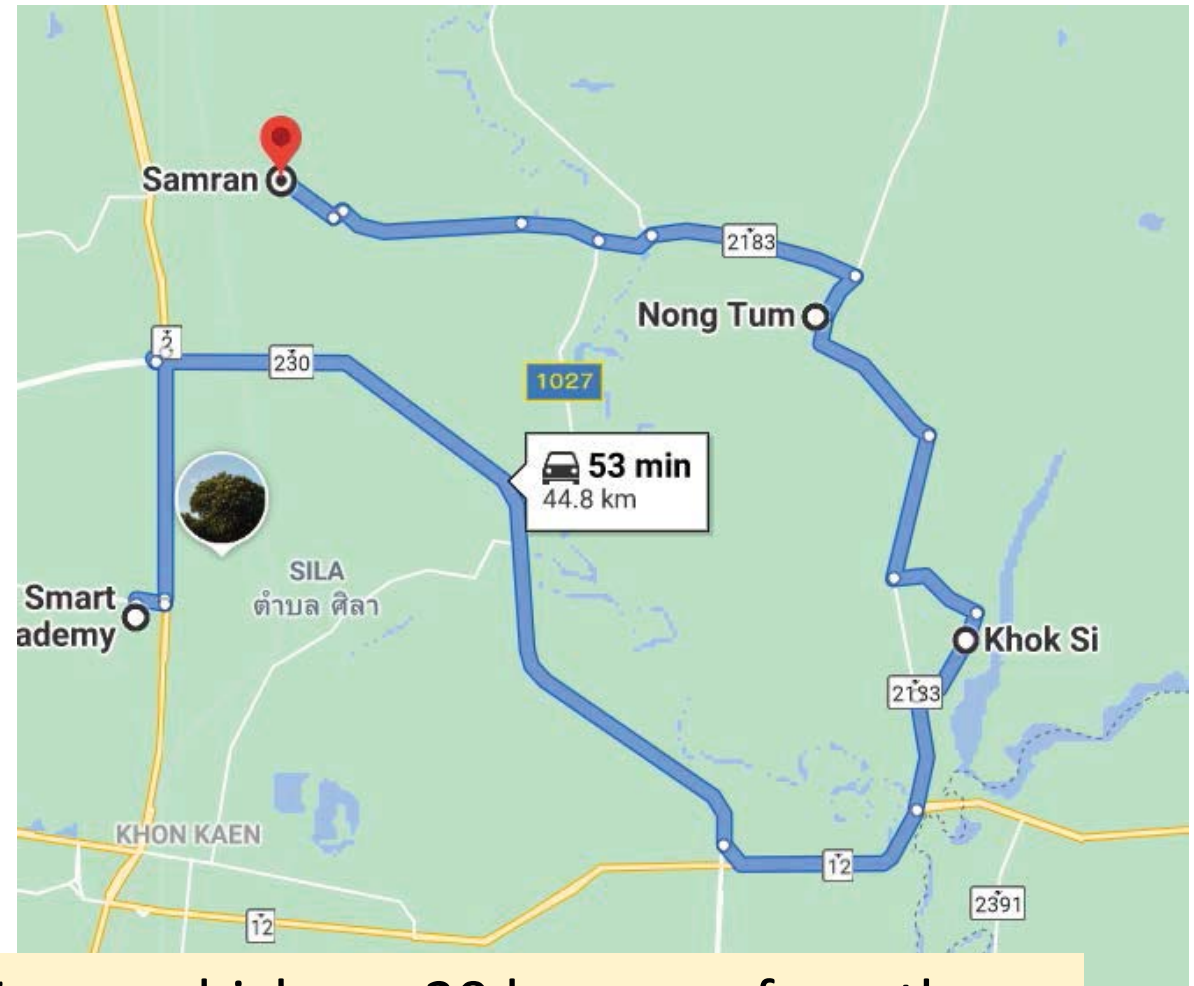 Samran
2183
Nong Tum
2
230
1027
53 min
44.8 km
SILA
ตำบล ศิลา
Smart
ademy
Khok Si
2183
KHON KAEN
12
2391
12